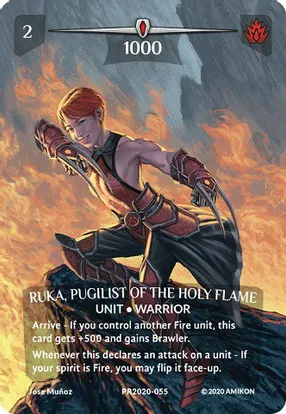 2
1000
RUKA, PUGILIST OF THE HOLY FLAME
UNIT • WARRIOR
Arrive - If you control another Fire unit, this
card gets +500 and gains Brawler.
Whenever this declares an attack on a unit - If
your spirit is Fire, you may flip it face-up.
Jose Muñoz PR2020-055 ©2020 AMIKON